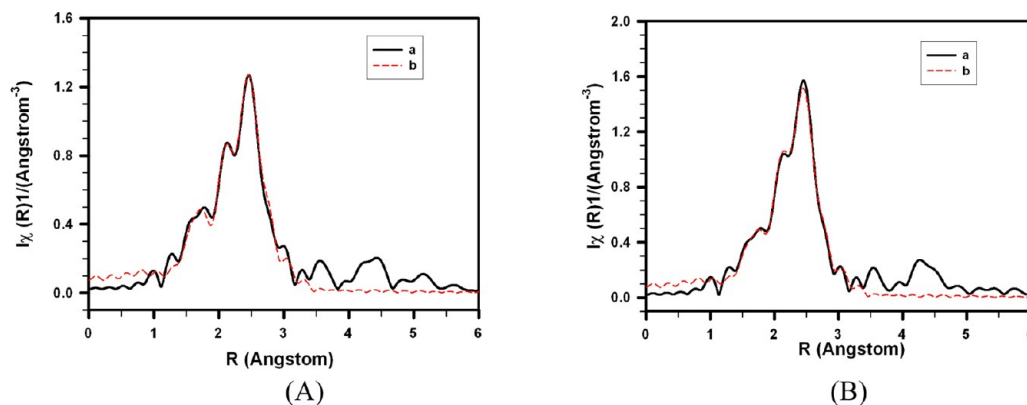 1.6
1.2
0.8
0.4
0.0
Iχ (R)1/(Angstrom-3)
a
b
0 1 2 3 4 5 6
R (Angstom)
(A)
2.0
1.6
1.2
0.8
0.4
0.0
Iχ (R)1/(Angstrom-3)
a
b
0 1 2 3 4 5 6
R (Angstom)
(B)